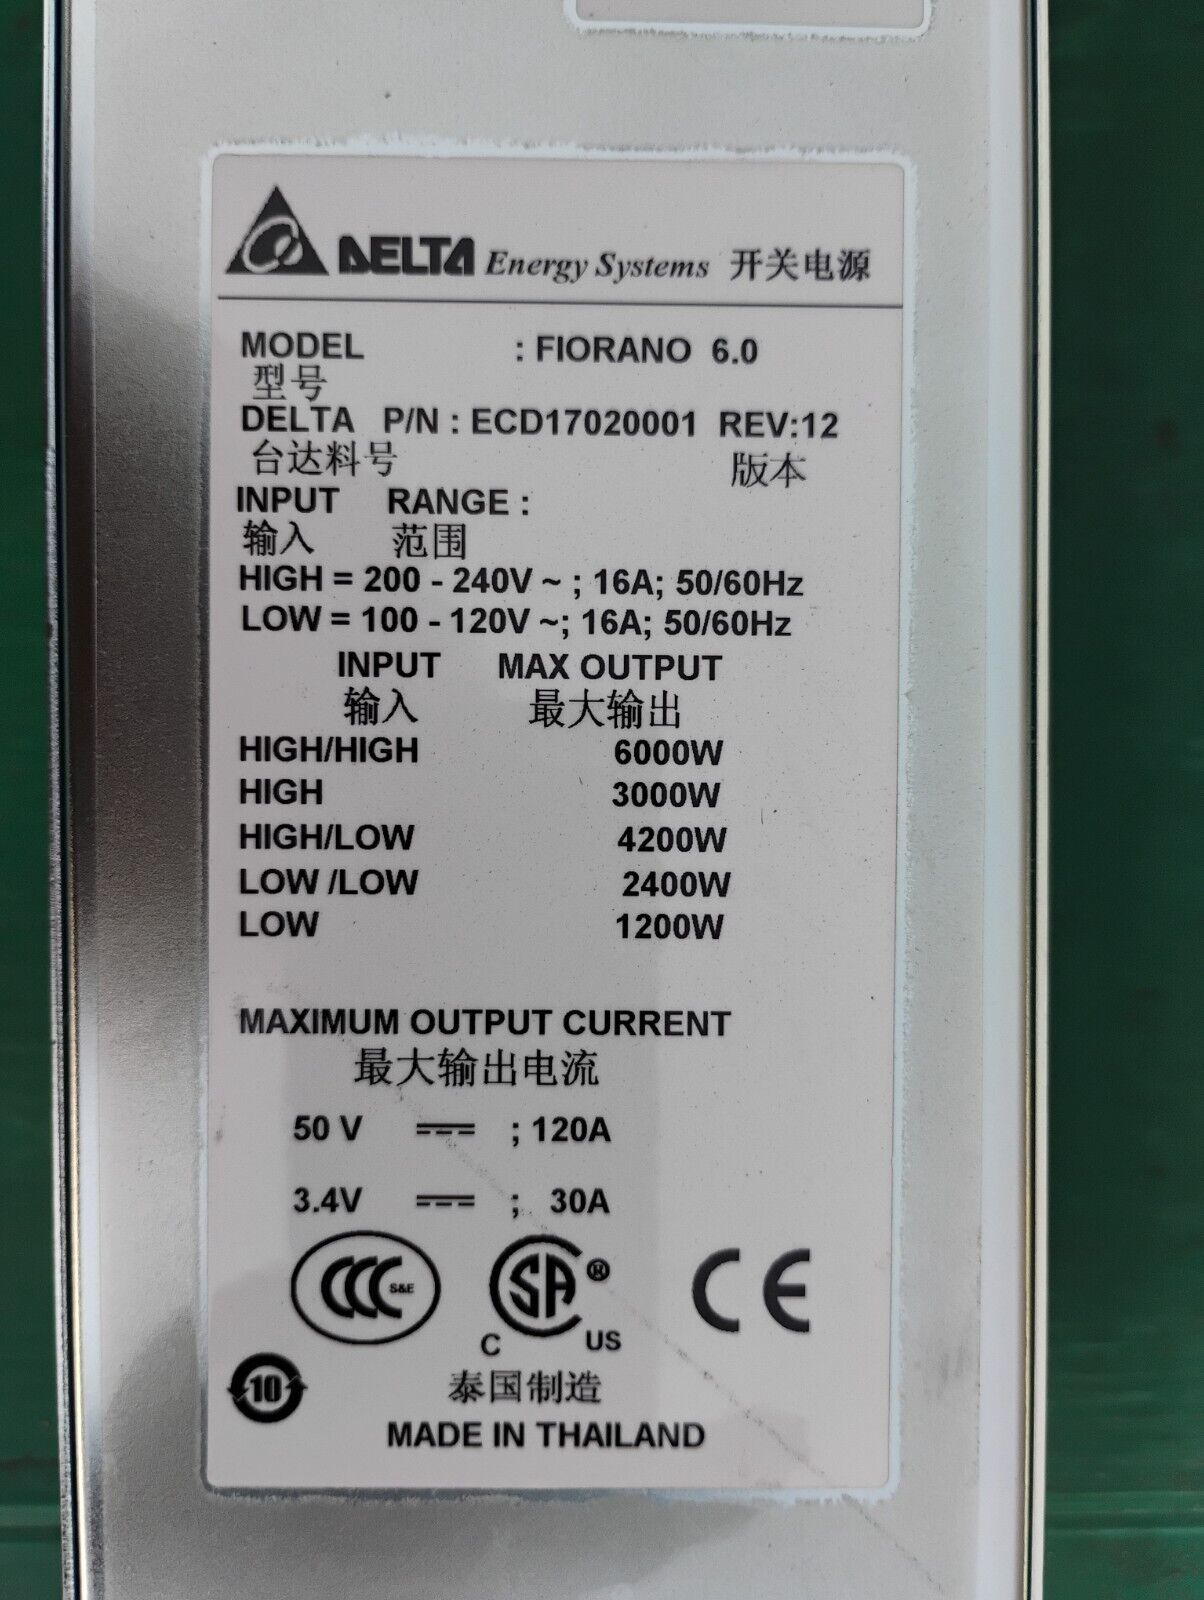 DELTA Energy Systems 开关电源
MODEL : FIORANO 6.0
型号
DELTA P/N : ECD17020001 REV:12
台达料号 版本
INPUT RANGE :
输入 范围
HIGH = 200 - 240V ~ ; 16A; 50/60Hz
LOW = 100 - 120V ~; 16A; 50/60Hz
INPUT MAX OUTPUT
输入 最大输出
HIGH/HIGH 6000W
HIGH 3000W
HIGH/LOW 4200W
LOW /LOW 2400W
LOW 1200W
MAXIMUM OUTPUT CURRENT
最大输出电流
50 V ⎓ ; 120A
3.4V ⎓ ; 30A
CCC S&E SA ® C US CE
10 泰国制造
MADE IN THAILAND